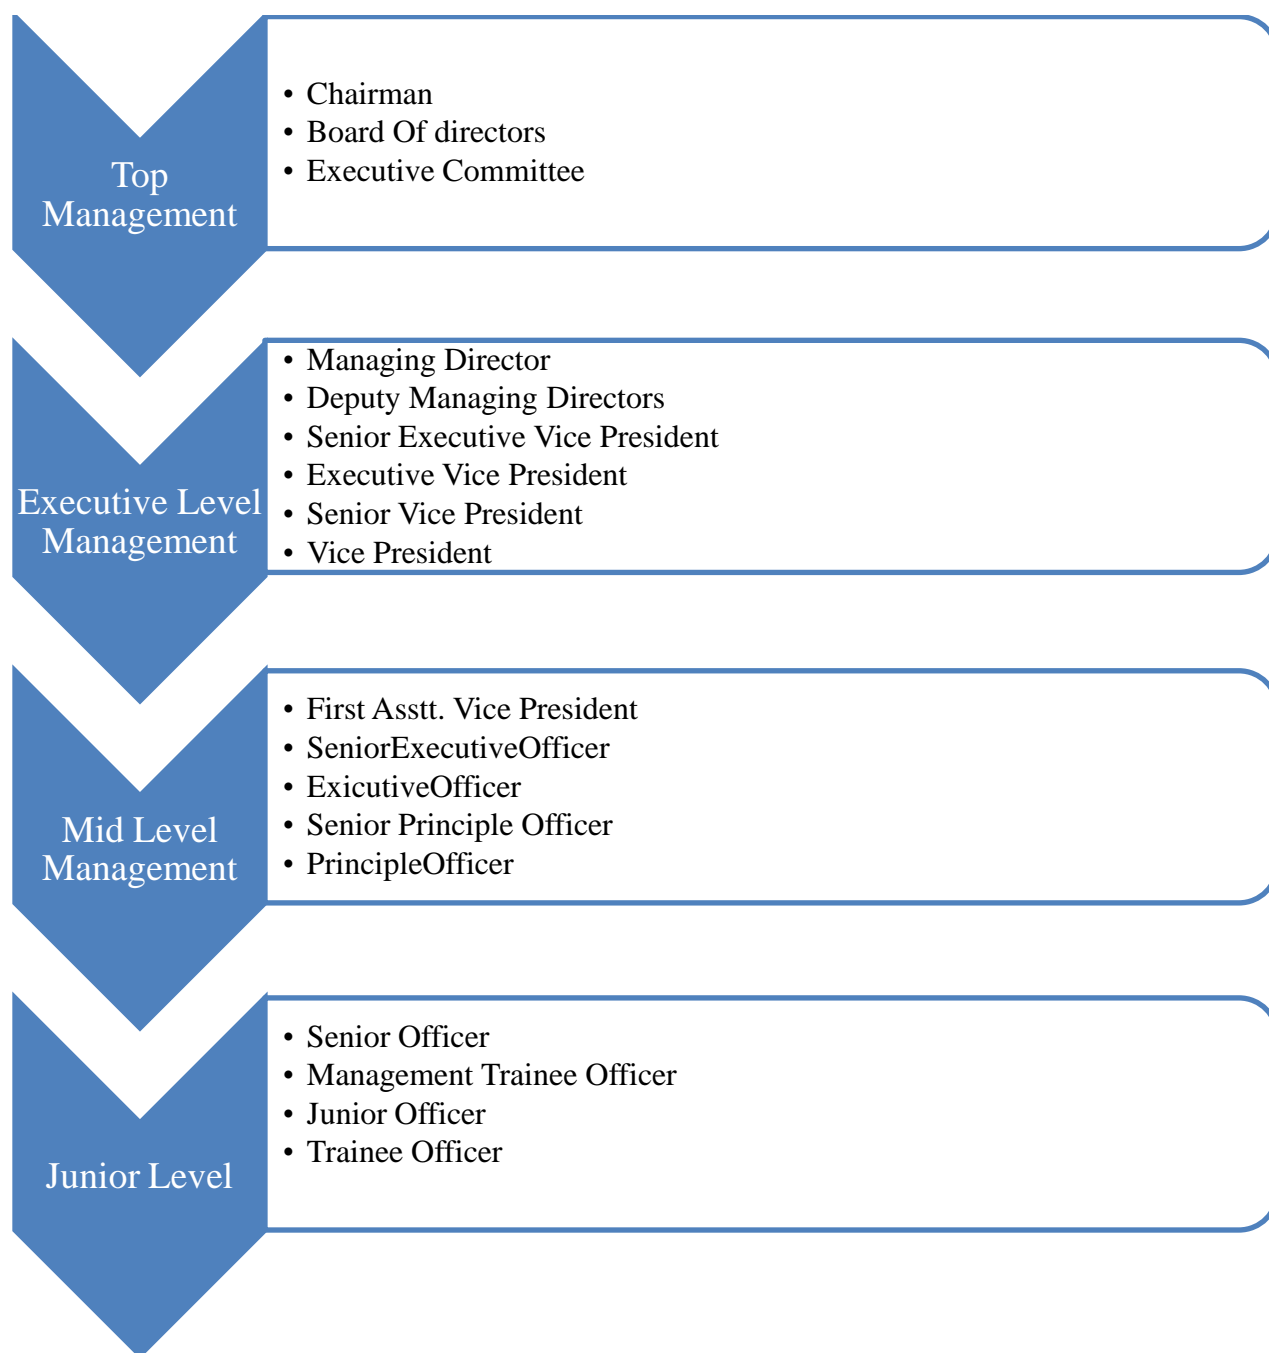 Top
Management
• Chairman
• Board Of directors
• Executive Committee
Executive Level
Management
• Managing Director
• Deputy Managing Directors
• Senior Executive Vice President
• Executive Vice President
• Senior Vice President
• Vice President
Mid Level
Management
• First Asstt. Vice President
• SeniorExecutiveOfficer
• ExicutiveOfficer
• Senior Principle Officer
• PrincipleOfficer
Junior Level
• Senior Officer
• Management Trainee Officer
• Junior Officer
• Trainee Officer